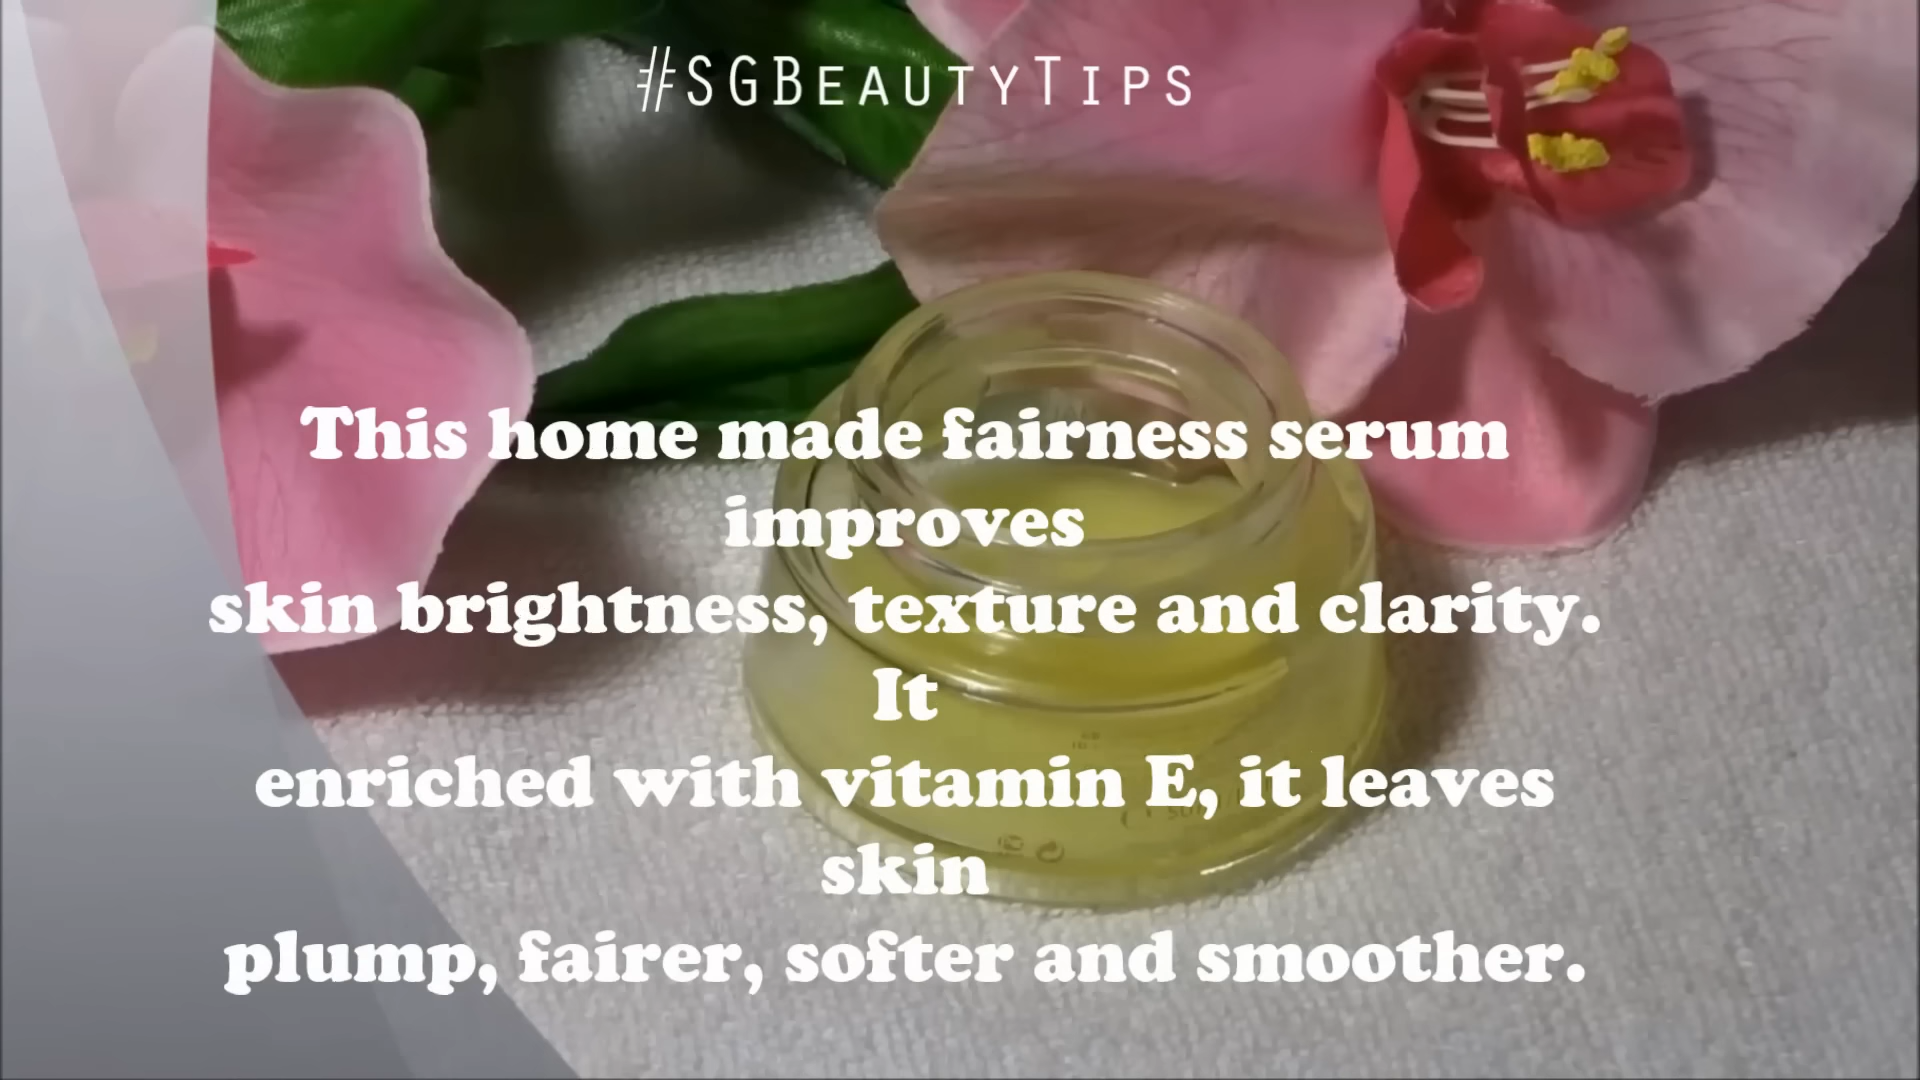 #SGBeautyTips
This home made fairness serum
improves
skin brightness, texture and clarity.
It
enriched with vitamin E, it leaves
skin
plump, fairer, softer and smoother.